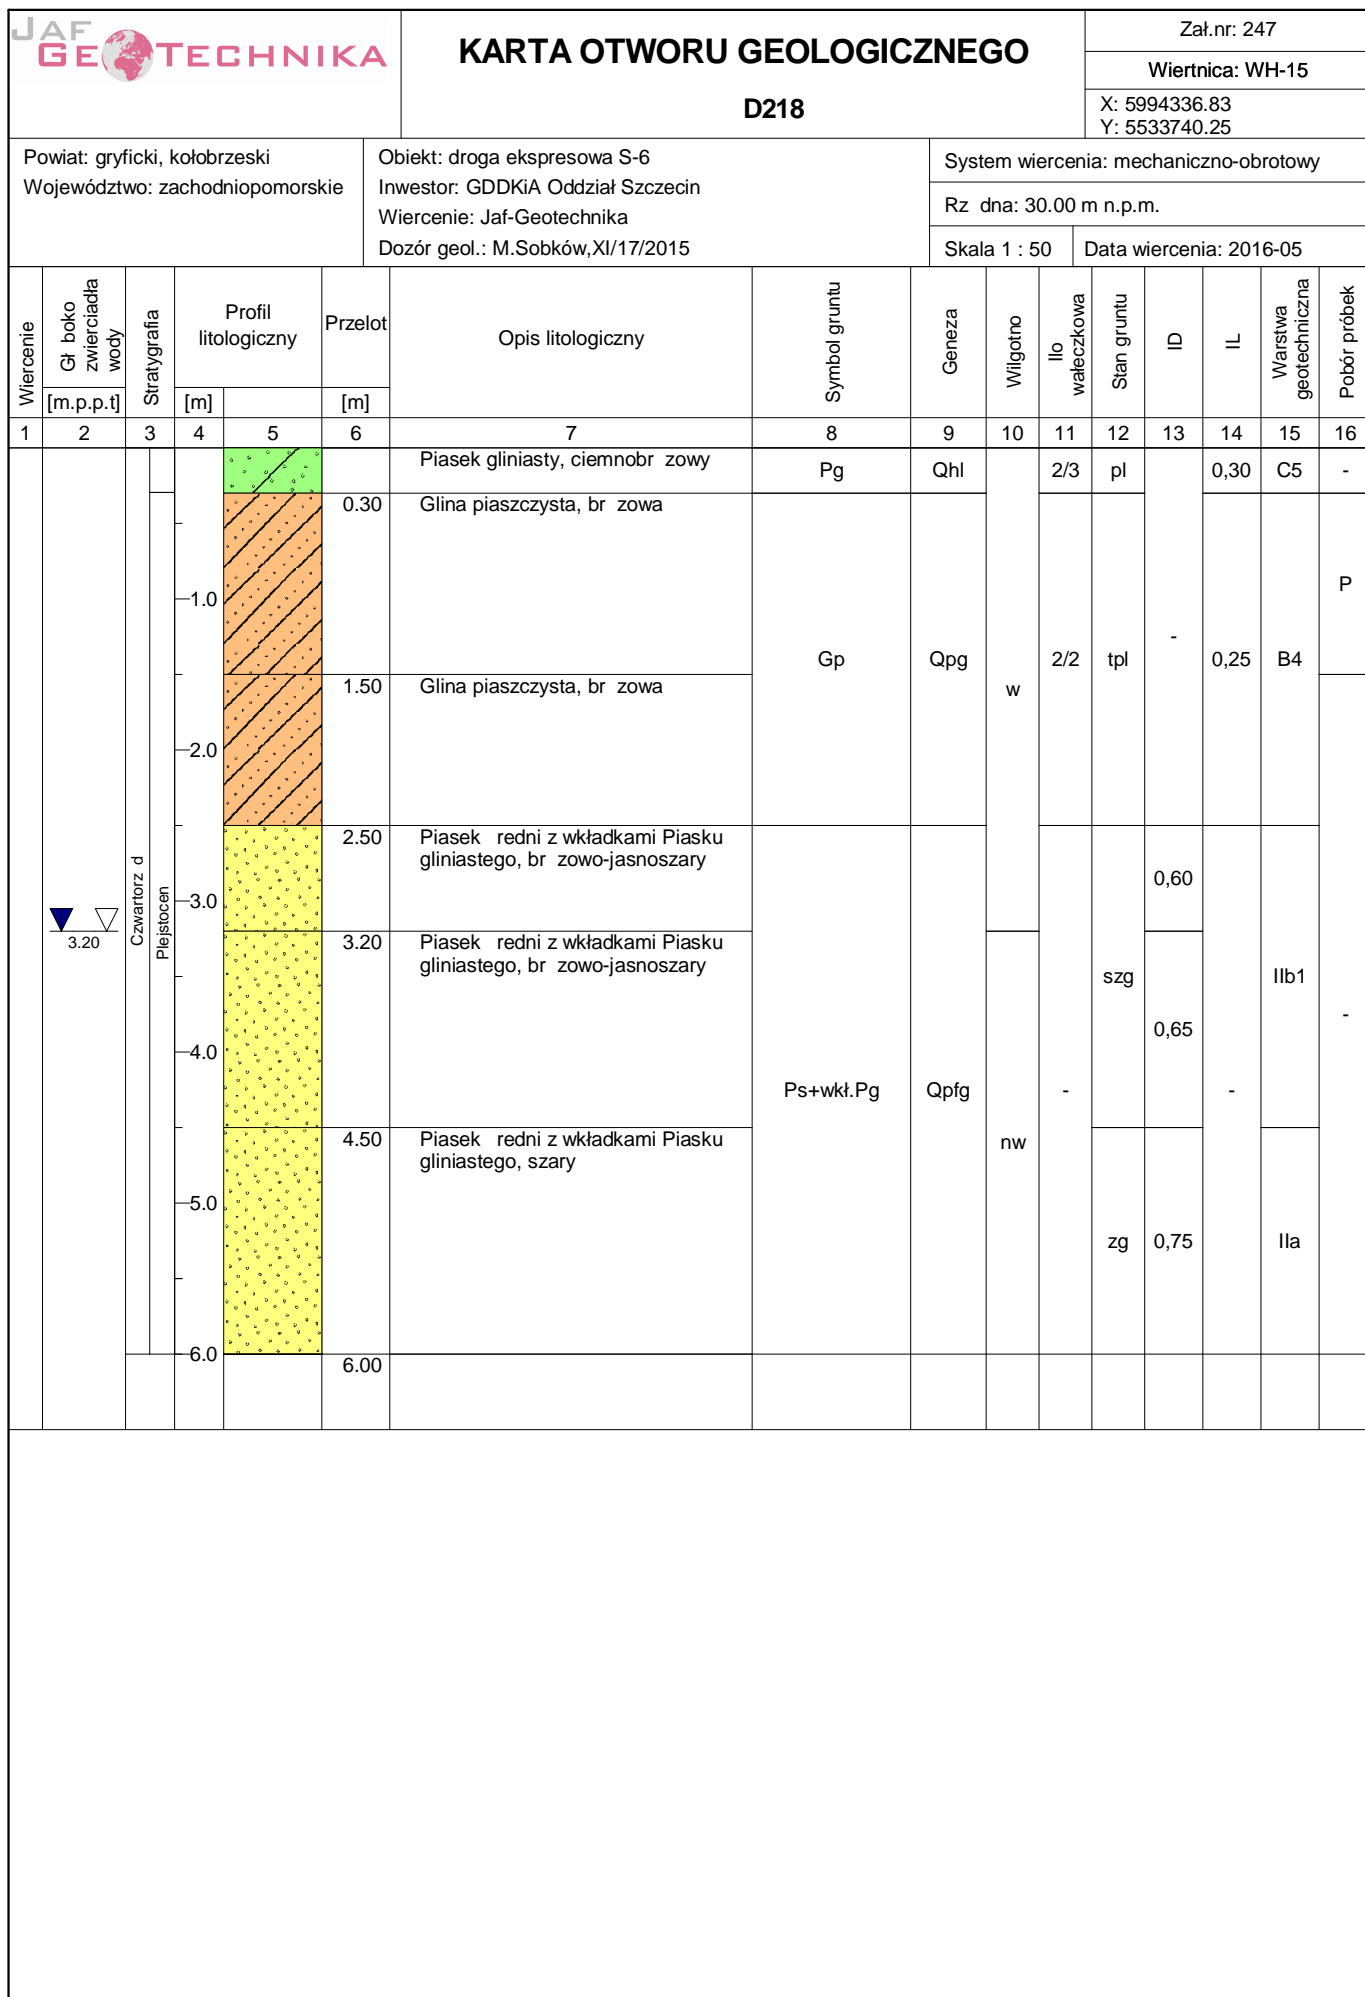 JAF
GEOTECHNIKA
KARTA OTWORU GEOLOGICZNEGO
D218
Zał.nr: 247
Wiertnica: WH-15
X: 5994336.83
Y: 5533740.25
Powiat: gryficki, kołobrzeski
Województwo: zachodniopomorskie
Obiekt: droga ekspresowa S-6
Inwestor: GDDKiA Oddział Szczecin
Wiercenie: Jaf-Geotechnika
Dozór geol.: M.Sobków,XI/17/2015
System wiercenia: mechaniczno-obrotowy
Rz dna: 30.00 m n.p.m.
Skala 1 : 50
Data wiercenia: 2016-05
Wiercenie
Gł boko
zwierciadła
wody
[m.p.p.t]
Stratygrafia
Profil
litologiczny
[m]
Przelot
[m]
Opis litologiczny
Symbol gruntu
Geneza
Wilgotno
Ilo
wałeczkowa
Stan gruntu
ID
IL
Warstwa
geotechniczna
Pobór próbek
1 2 3 4 5 6 7 8 9 10 11 12 13 14 15 16
Piasek gliniasty, ciemnobr zowy
Pg Qhl 2/3 pl 0,30 C5 -
0.30 Glina piaszczysta, br zowa
1.0
P
-
Gp Qpg 2/2 tpl 0,25 B4
1.50 Glina piaszczysta, br zowa
w
2.0
2.50 Piasek redni z wkładkami Piasku
gliniastego, br zowo-jasnoszary
0,60
Czwartorz d
Plejstocen
3.0
3.20
3.20 Piasek redni z wkładkami Piasku
gliniastego, br zowo-jasnoszary
szg
IIb1
-
0,65
4.0
Ps+wkł.Pg Qpfg - -
4.50 Piasek redni z wkładkami Piasku
gliniastego, szary
nw
5.0
zg 0,75 IIa
6.0
6.00